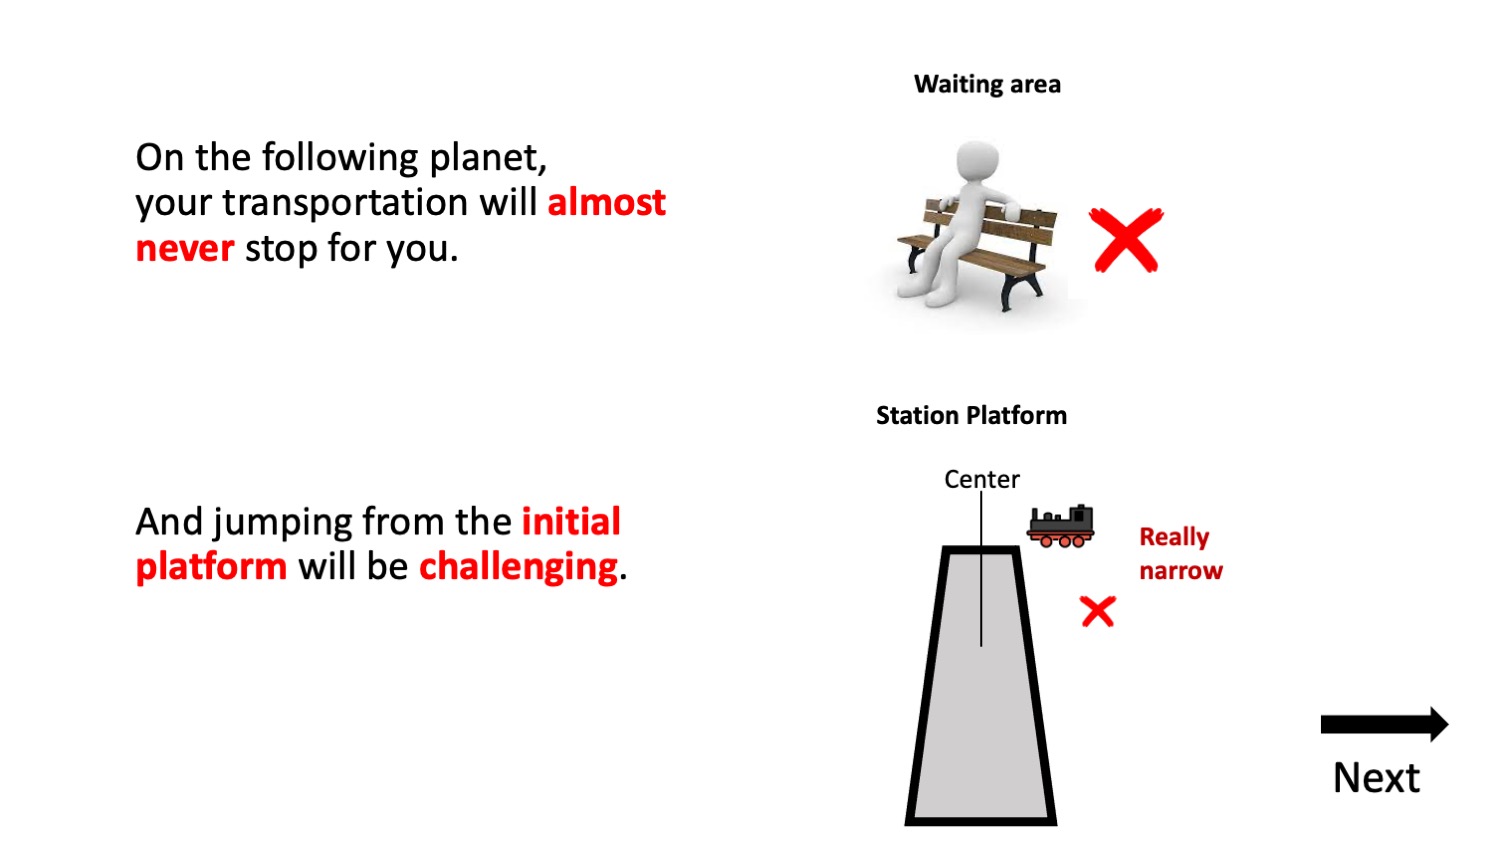 Waiting area
On the following planet,
your transportation will almost
never stop for you.
Station Platform
Center
And jumping from the initial
platform will be challenging.
Really
narrow
Next